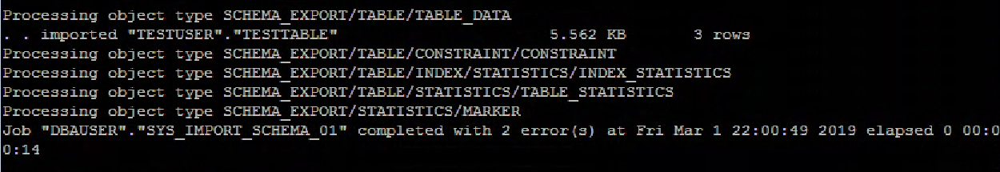 Processing object type SCHEMA_EXPORT/TABLE/TABLE_DATA
. . imported "TESTUSER"."TESTTABLE"                      5.562 KB       3 rows
Processing object type SCHEMA_EXPORT/TABLE/CONSTRAINT/CONSTRAINT
Processing object type SCHEMA_EXPORT/TABLE/INDEX/STATISTICS/INDEX_STATISTICS
Processing object type SCHEMA_EXPORT/TABLE/STATISTICS/TABLE_STATISTICS
Processing object type SCHEMA_EXPORT/STATISTICS/MARKER
Job "DBAUSER"."SYS_IMPORT_SCHEMA_01" completed with 2 error(s) at Fri Mar 1 22:00:49 2019 elapsed 0 00:0
0:14